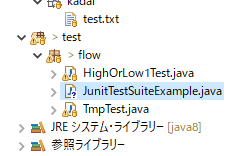 kadai
test.txt
test
flow
HighOrLow1Test.java
JunitTestSuiteExample.java
TmpTest.java
JRE システム・ライブラリー [java8]
参照ライブラリー